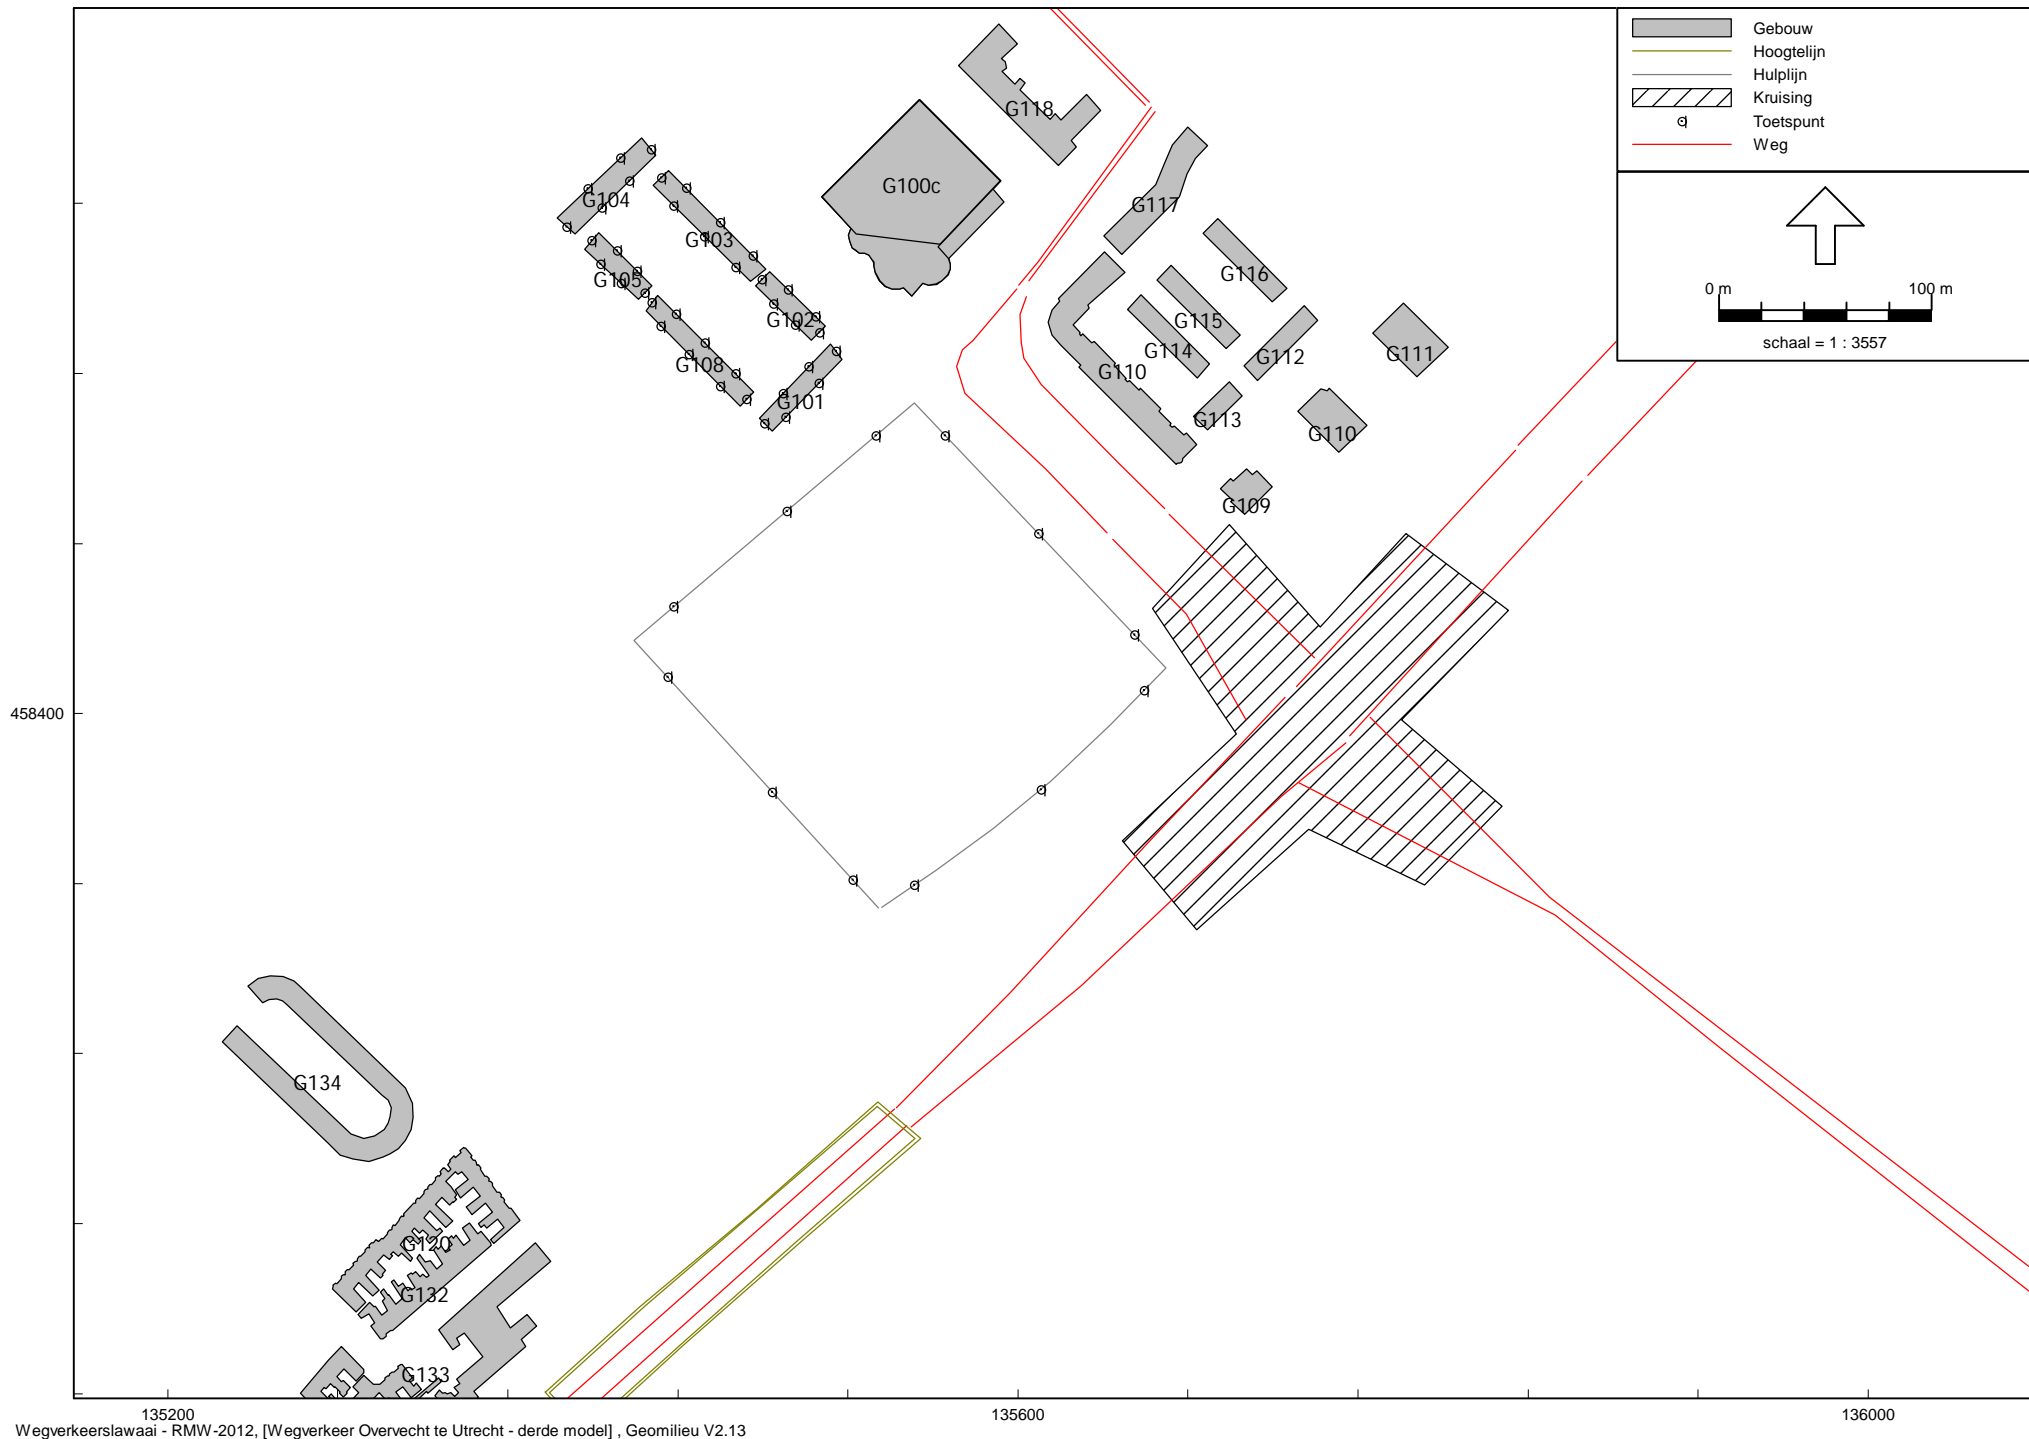 Gebouw
Hoogtelijn
Hulplijn
Kruising
Toetspunt
Weg
0 m 100 m
schaal = 1 : 3557
G118
G100c
G104
G103
G105
G102
G108
G101
G117
G116
G115
G114
G112
G111
G110
G113
G110
G109
458400
G134
G120
G132
G133
135200 135600 136000
Wegverkeerslawaai - RMW-2012, [Wegverkeer Overvecht te Utrecht - derde model] , Geomilieu V2.13